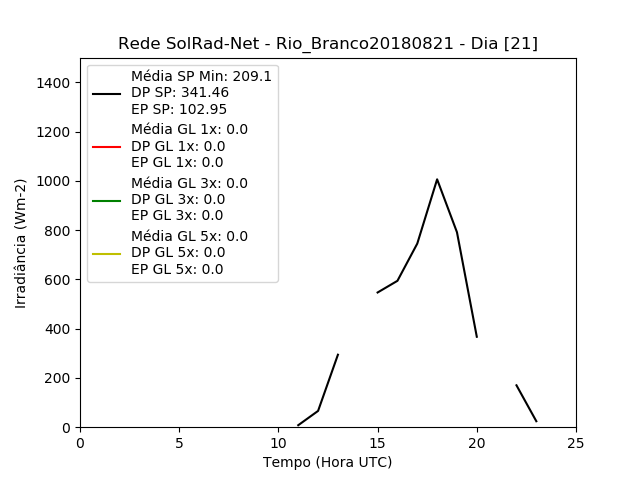 Rede SolRad-Net - Rio_Branco20180821 - Dia [21]
Média SP Min: 209.1
DP SP: 341.46
EP SP: 102.95
Média GL 1x: 0.0
DP GL 1x: 0.0
EP GL 1x: 0.0
Média GL 3x: 0.0
DP GL 3x: 0.0
EP GL 3x: 0.0
Média GL 5x: 0.0
DP GL 5x: 0.0
EP GL 5x: 0.0
1400
1200
1000
800
600
400
200
0
Irradiância (Wm-2)
0 5 10 15 20 25
Tempo (Hora UTC)